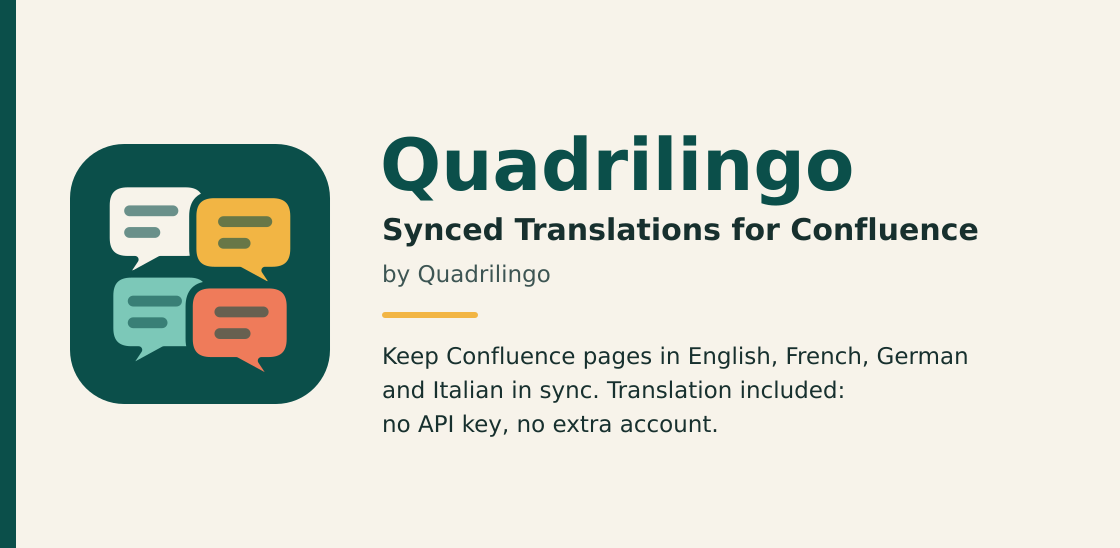 Quadrilingo
Synced Translations for Confluence
by Quadrilingo
Keep Confluence pages in English, French, German
and Italian in sync. Translation included:
no API key, no extra account.